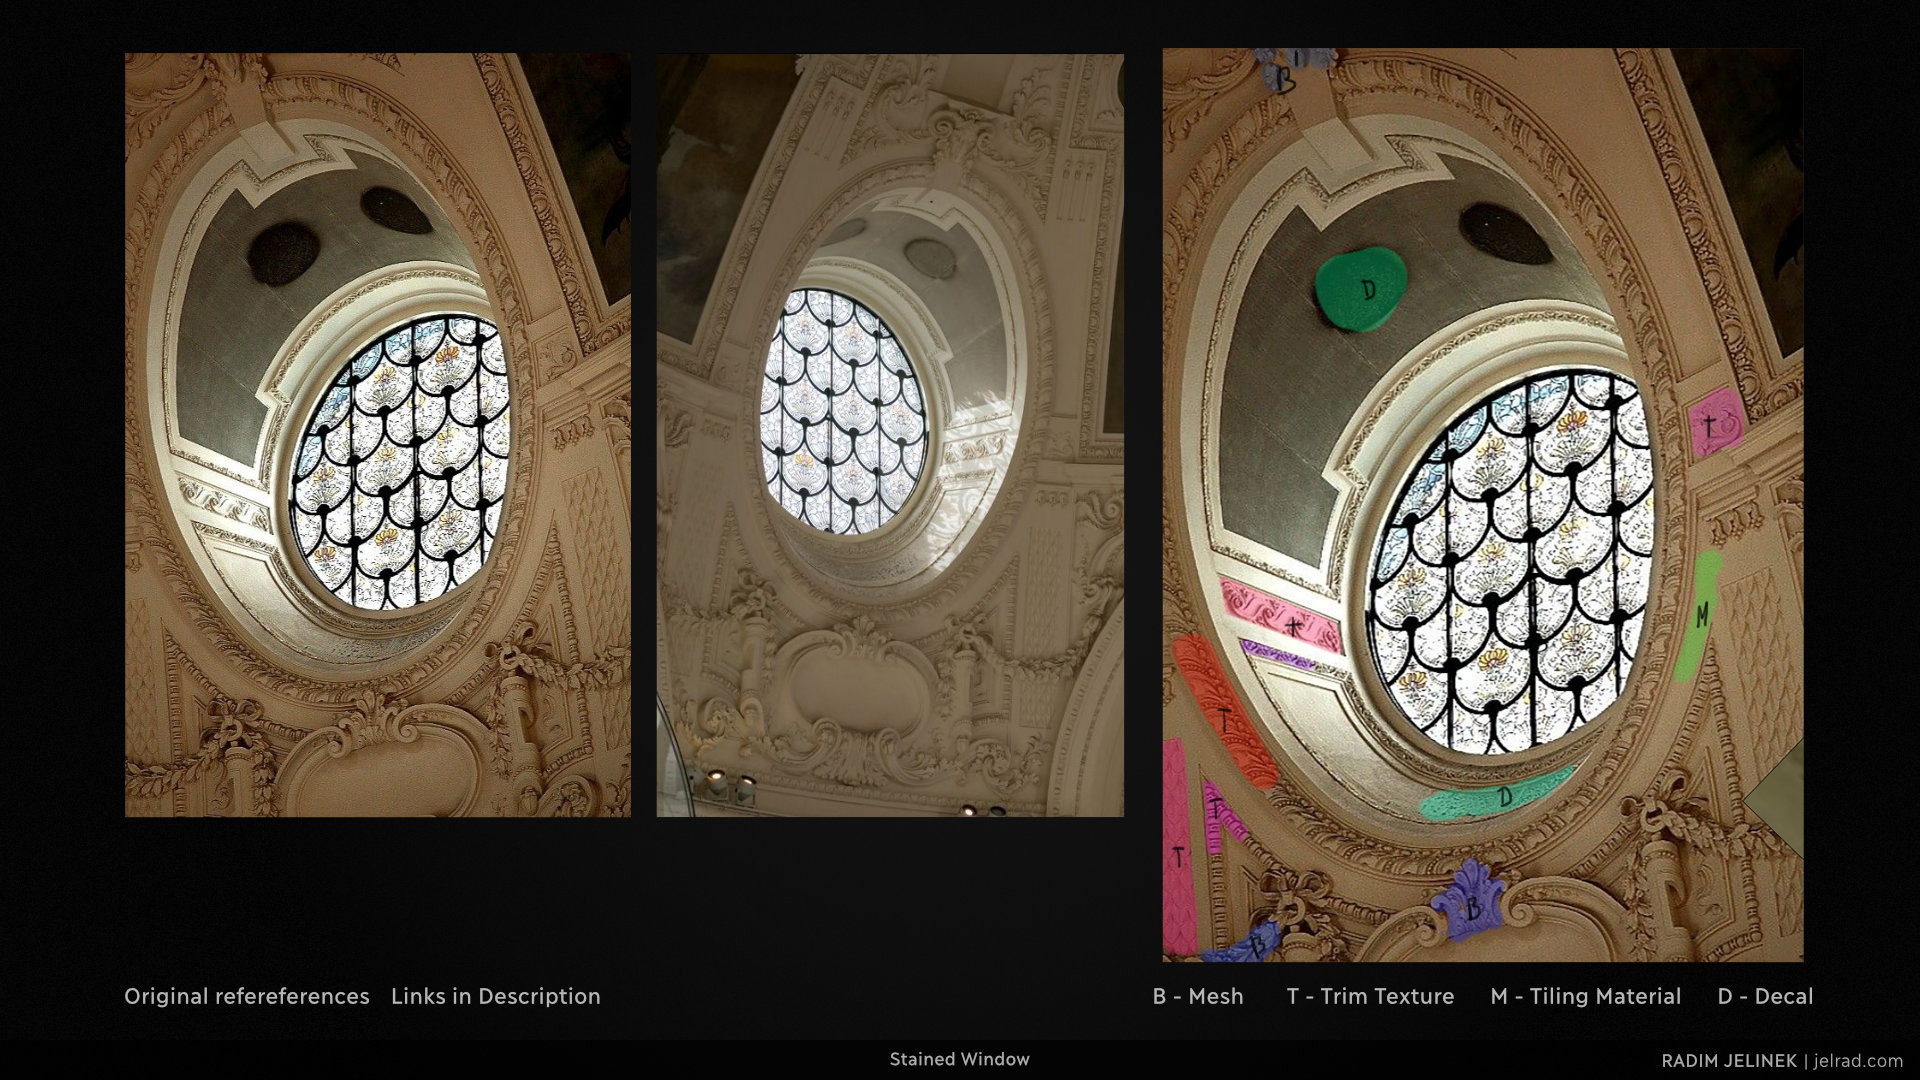 B
D
t
M
t
T
D
T
T
B
B
Original refereferences Links in Description
B - Mesh T - Trim Texture M - Tiling Material D - Decal
Stained Window
RADIM JELINEK | jelrad.com